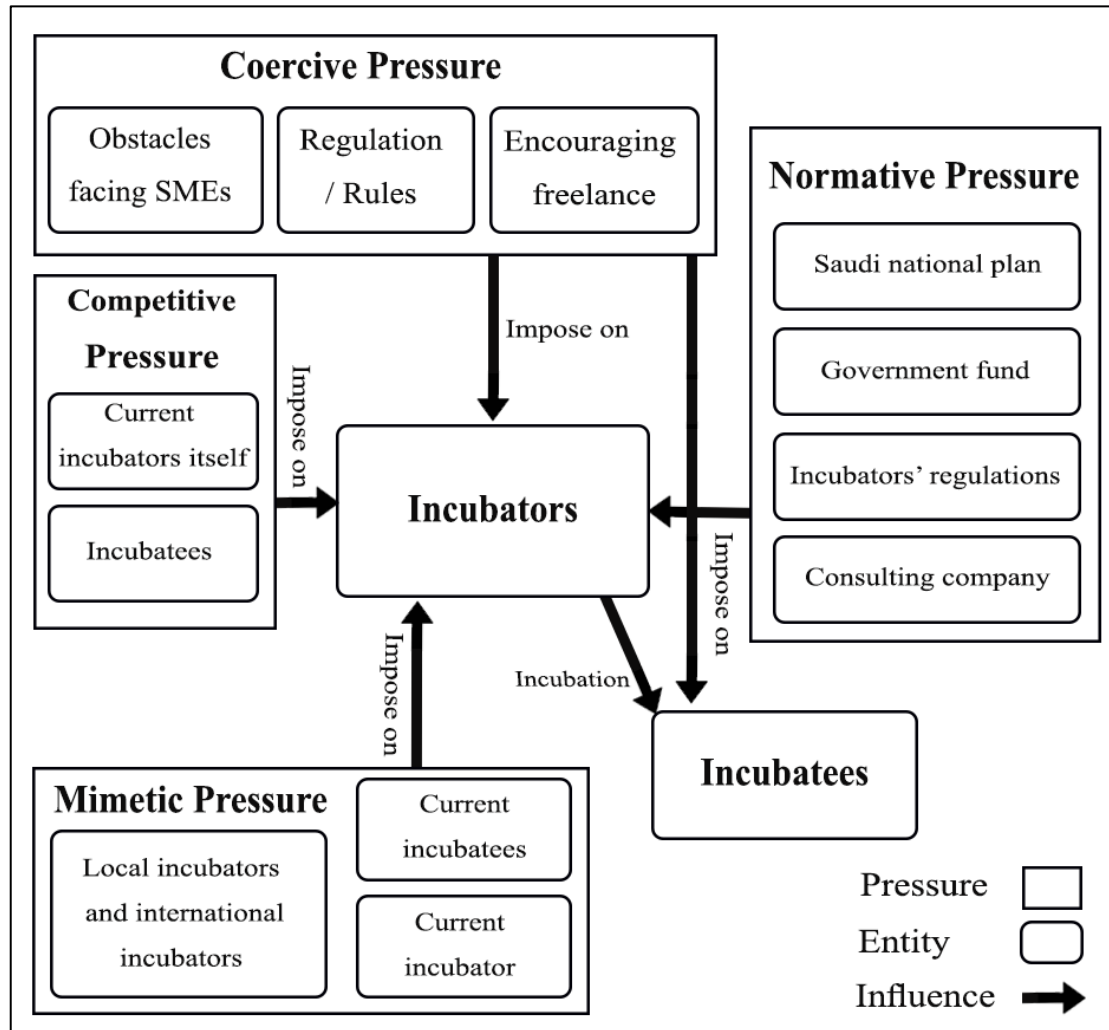 Coercive Pressure
Obstacles
facing SMEs
Regulation
/ Rules
Encouraging
freelance
Normative Pressure
Saudi national plan
Government fund
Incubators’ regulations
Consulting company
Competitive
Pressure
Current
incubators itself
Incubatees
Impose on
Impose on
Incubators
Impose on
Impose on
Incubation
Incubatees
Mimetic Pressure
Local incubators
and international
incubators
Current
incubatees
Current
incubator
Pressure
Entity
Influence